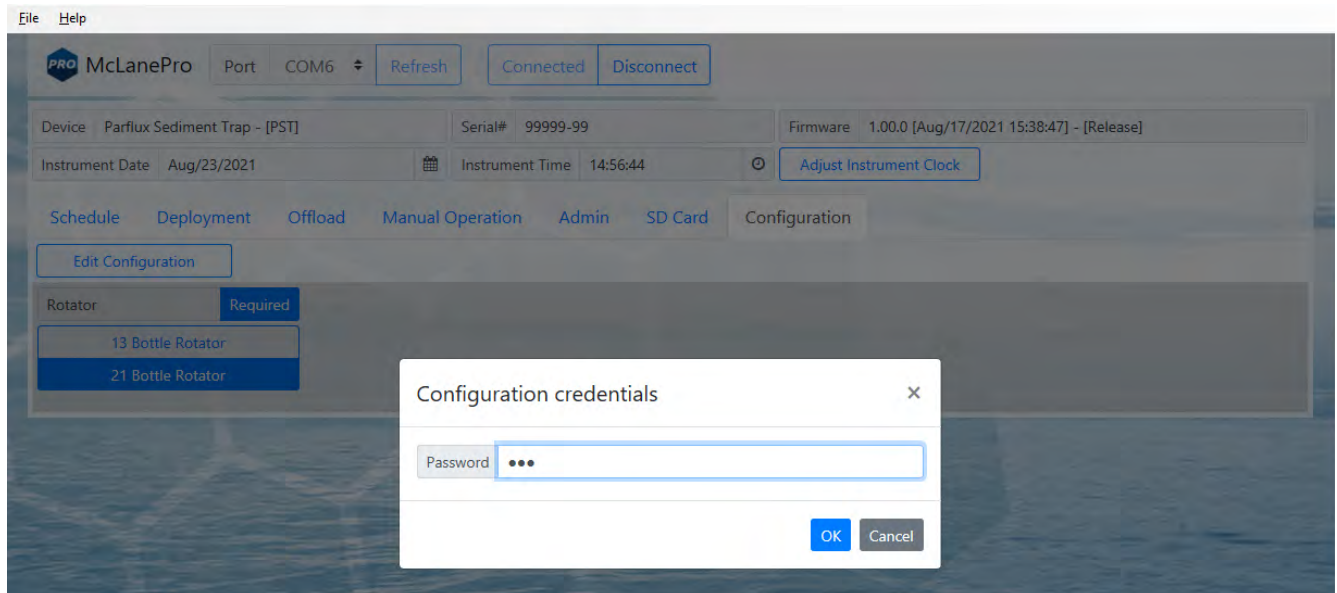 File Help
PRO McLanePro Port COM6 Refresh Connected Disconnect
Device Parflux Sediment Trap - [PST] Serial# 99999-99 Firmware 1.00.0 [Aug/17/2021 15:38:47] - [Release]
Instrument Date Aug/23/2021 Instrument Time 14:56:44 Adjust Instrument Clock
Schedule Deployment Offload Manual Operation Admin SD Card Configuration
Edit Configuration
Rotator Required
13 Bottle Rotator
21 Bottle Rotator
Configuration credentials ×
Password •••
OK Cancel